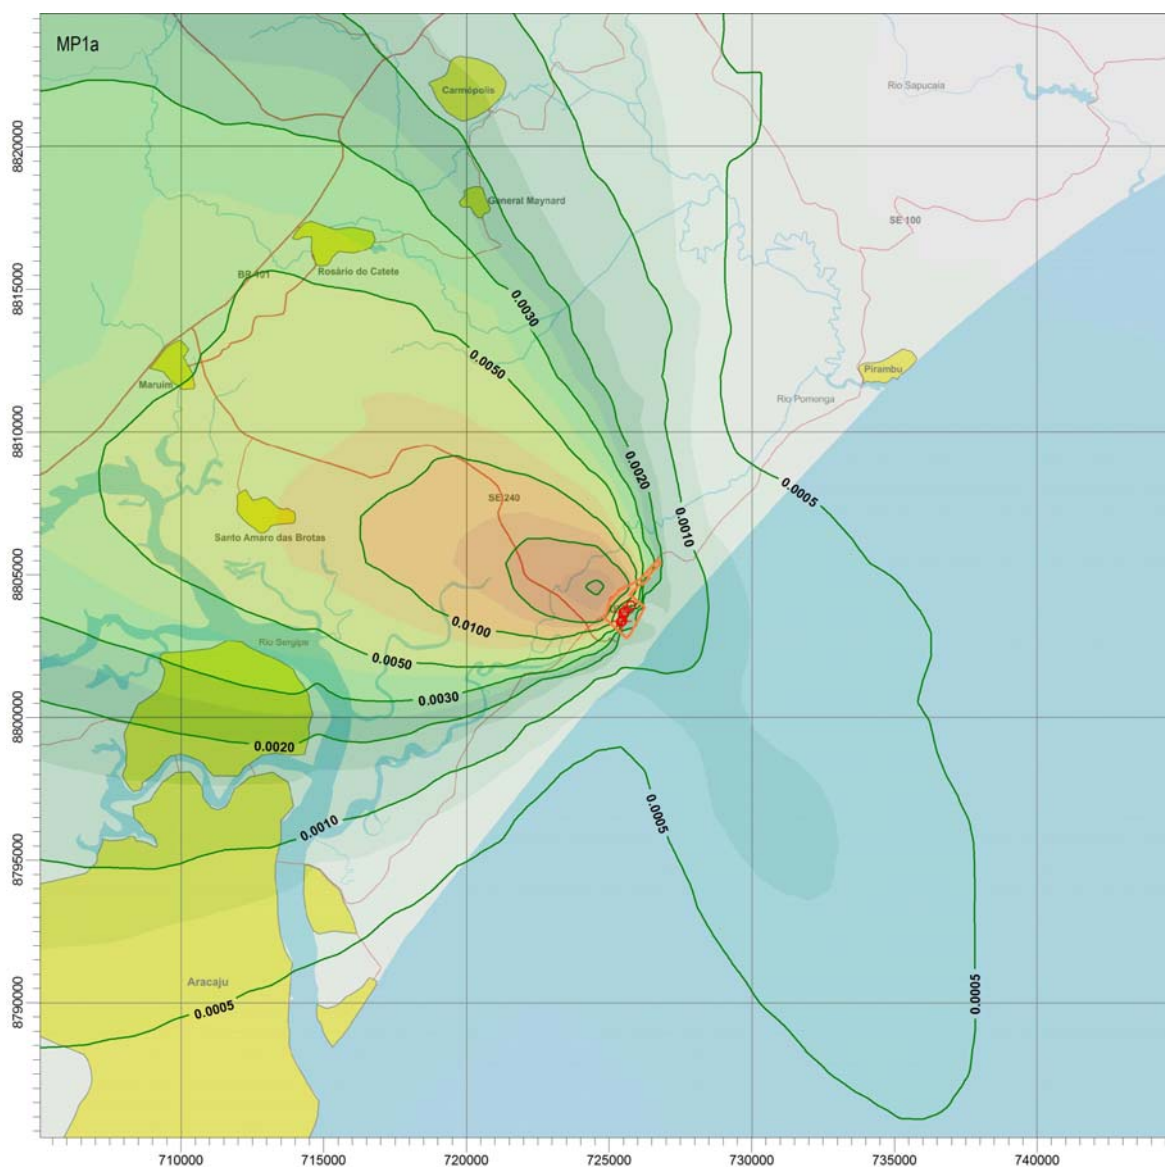 MP1a
Carmópolis
Rio Sapucaia
8820000
General Maynard
SE 100
Rosário do Catete
BR 101
8815000
0.0030
0.0050
Maruim
Pirambu
Rio Pomonga
8810000
0.0020
0.0005
SE 240
0.0010
Santo Amaro das Brotas
8805000
0.0100
Rio Sergipe
0.0050
0.0030
8800000
0.0020
0.0005
0.0010
8795000
Aracaju
0.0005
0.0005
8790000
710000 715000 720000 725000 730000 735000 740000